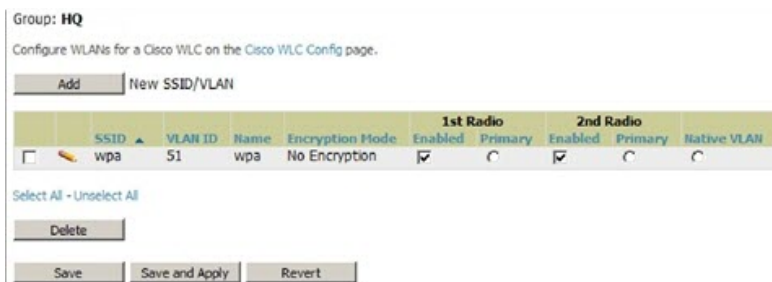 Group: HQ
Configure WLANs for a Cisco WLC on the Cisco WLC Config page.
Add New SSID/VLAN
1st Radio 2nd Radio
SSID VLAN ID Name Encryption Mode Enabled Primary Enabled Primary Native VLAN
wpa 51 wpa No Encryption
Select All - Unselect All
Delete
Save Save and Apply Revert